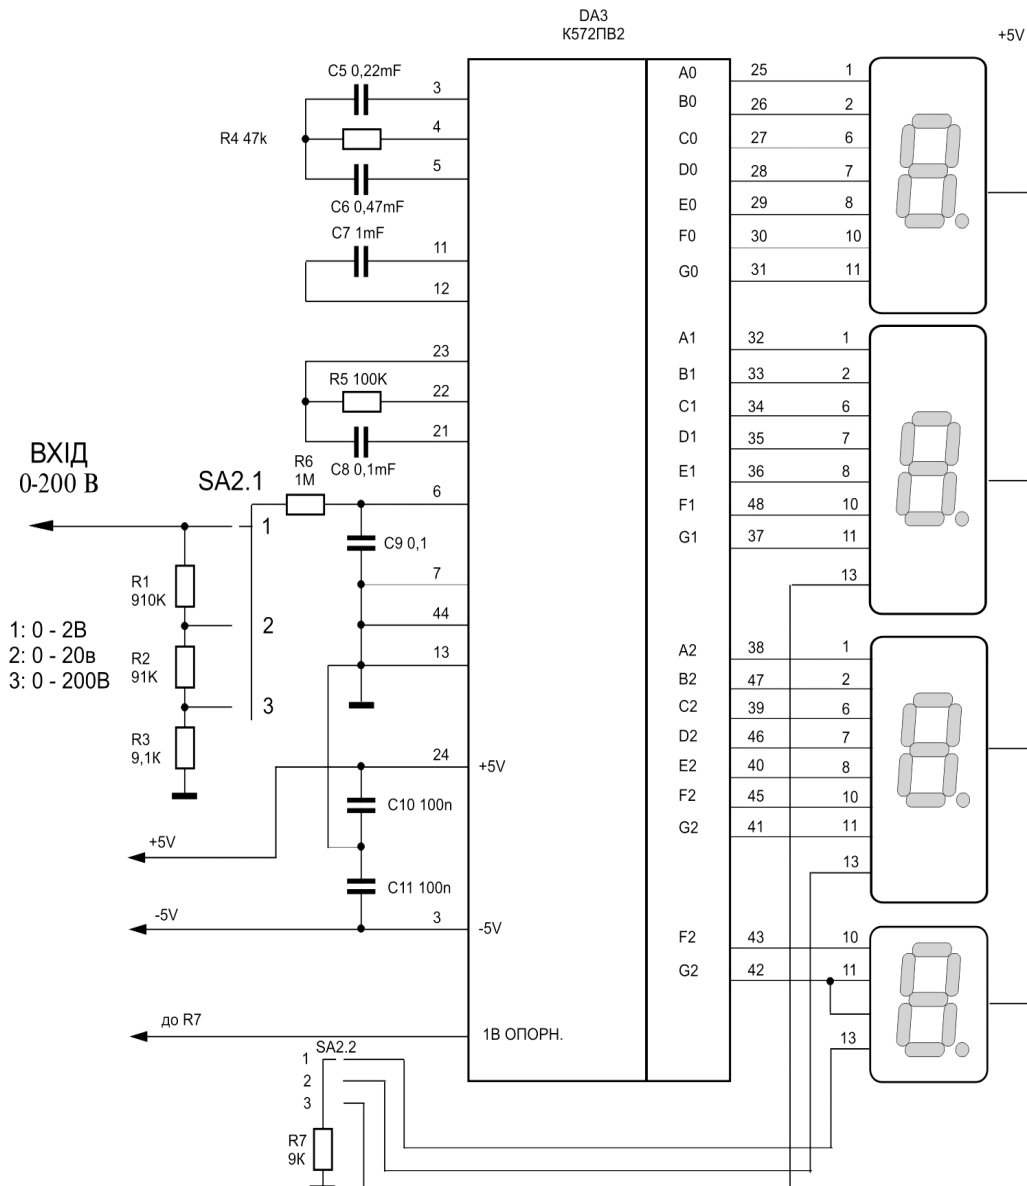 DA3
К572ПВ2
+5V
C5 0,22mF
3
R4 47k
4
5
C6 0,47mF
C7 1mF
11
12
23
R5 100K
22
21
C8 0,1mF
ВХІД
0-200 В
SA2.1
R6
1M
6
1
C9 0,1
R1
910K
7
44
13
2
1: 0 - 2В
2: 0 - 20в
3: 0 - 200В
R2
91K
3
R3
9,1К
24
+5V
C10 100n
+5V
C11 100n
-5V
3
-5V
до R7
1В ОПОРН.
SA2.2
1
2
3
R7
9К
A0 25 1
B0 26 2
C0 27 6
D0 28 7
E0 29 8
F0 30 10
G0 31 11
A1 32 1
B1 33 2
C1 34 6
D1 35 7
E1 36 8
F1 48 10
G1 37 11
13
A2 38 1
B2 47 2
C2 39 6
D2 46 7
E2 40 8
F2 45 10
G2 41 11
13
F2 43 10
G2 42 11
13